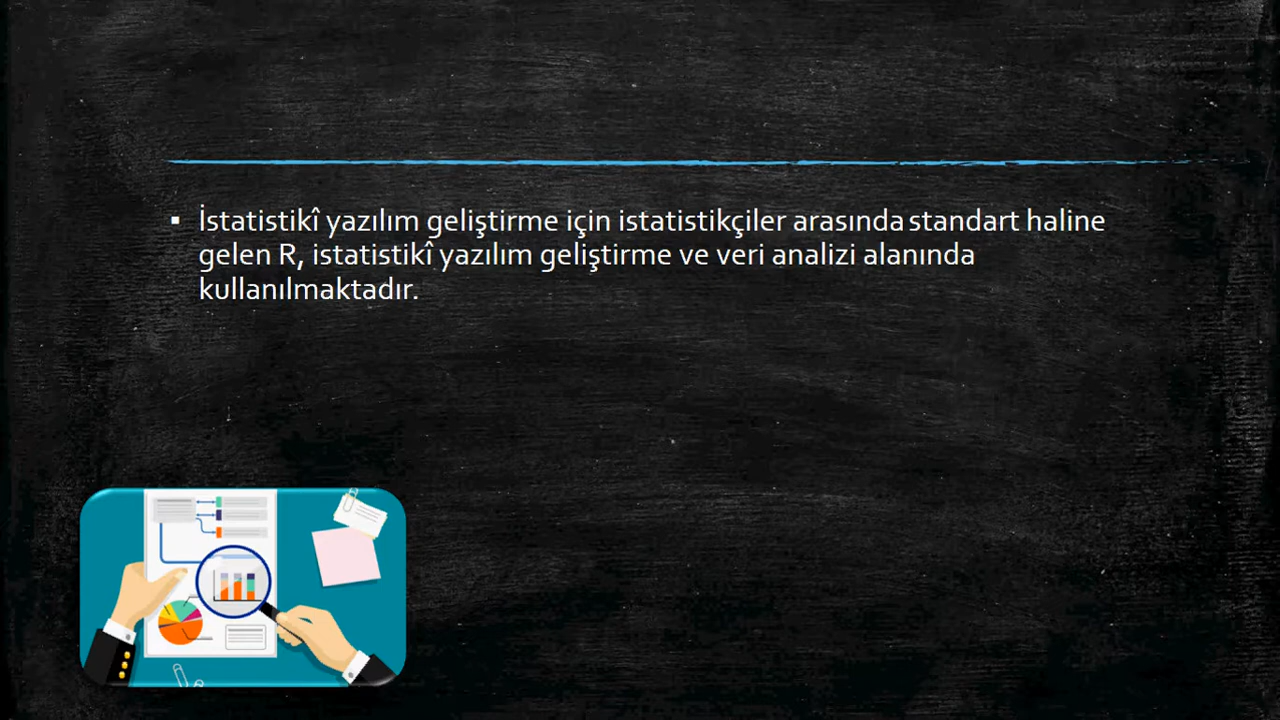 ▪ İstatistikî yazılım geliştirme için istatistikçiler arasında standart haline
gelen R, istatistikî yazılım geliştirme ve veri analizi alanında
kullanılmaktadır.